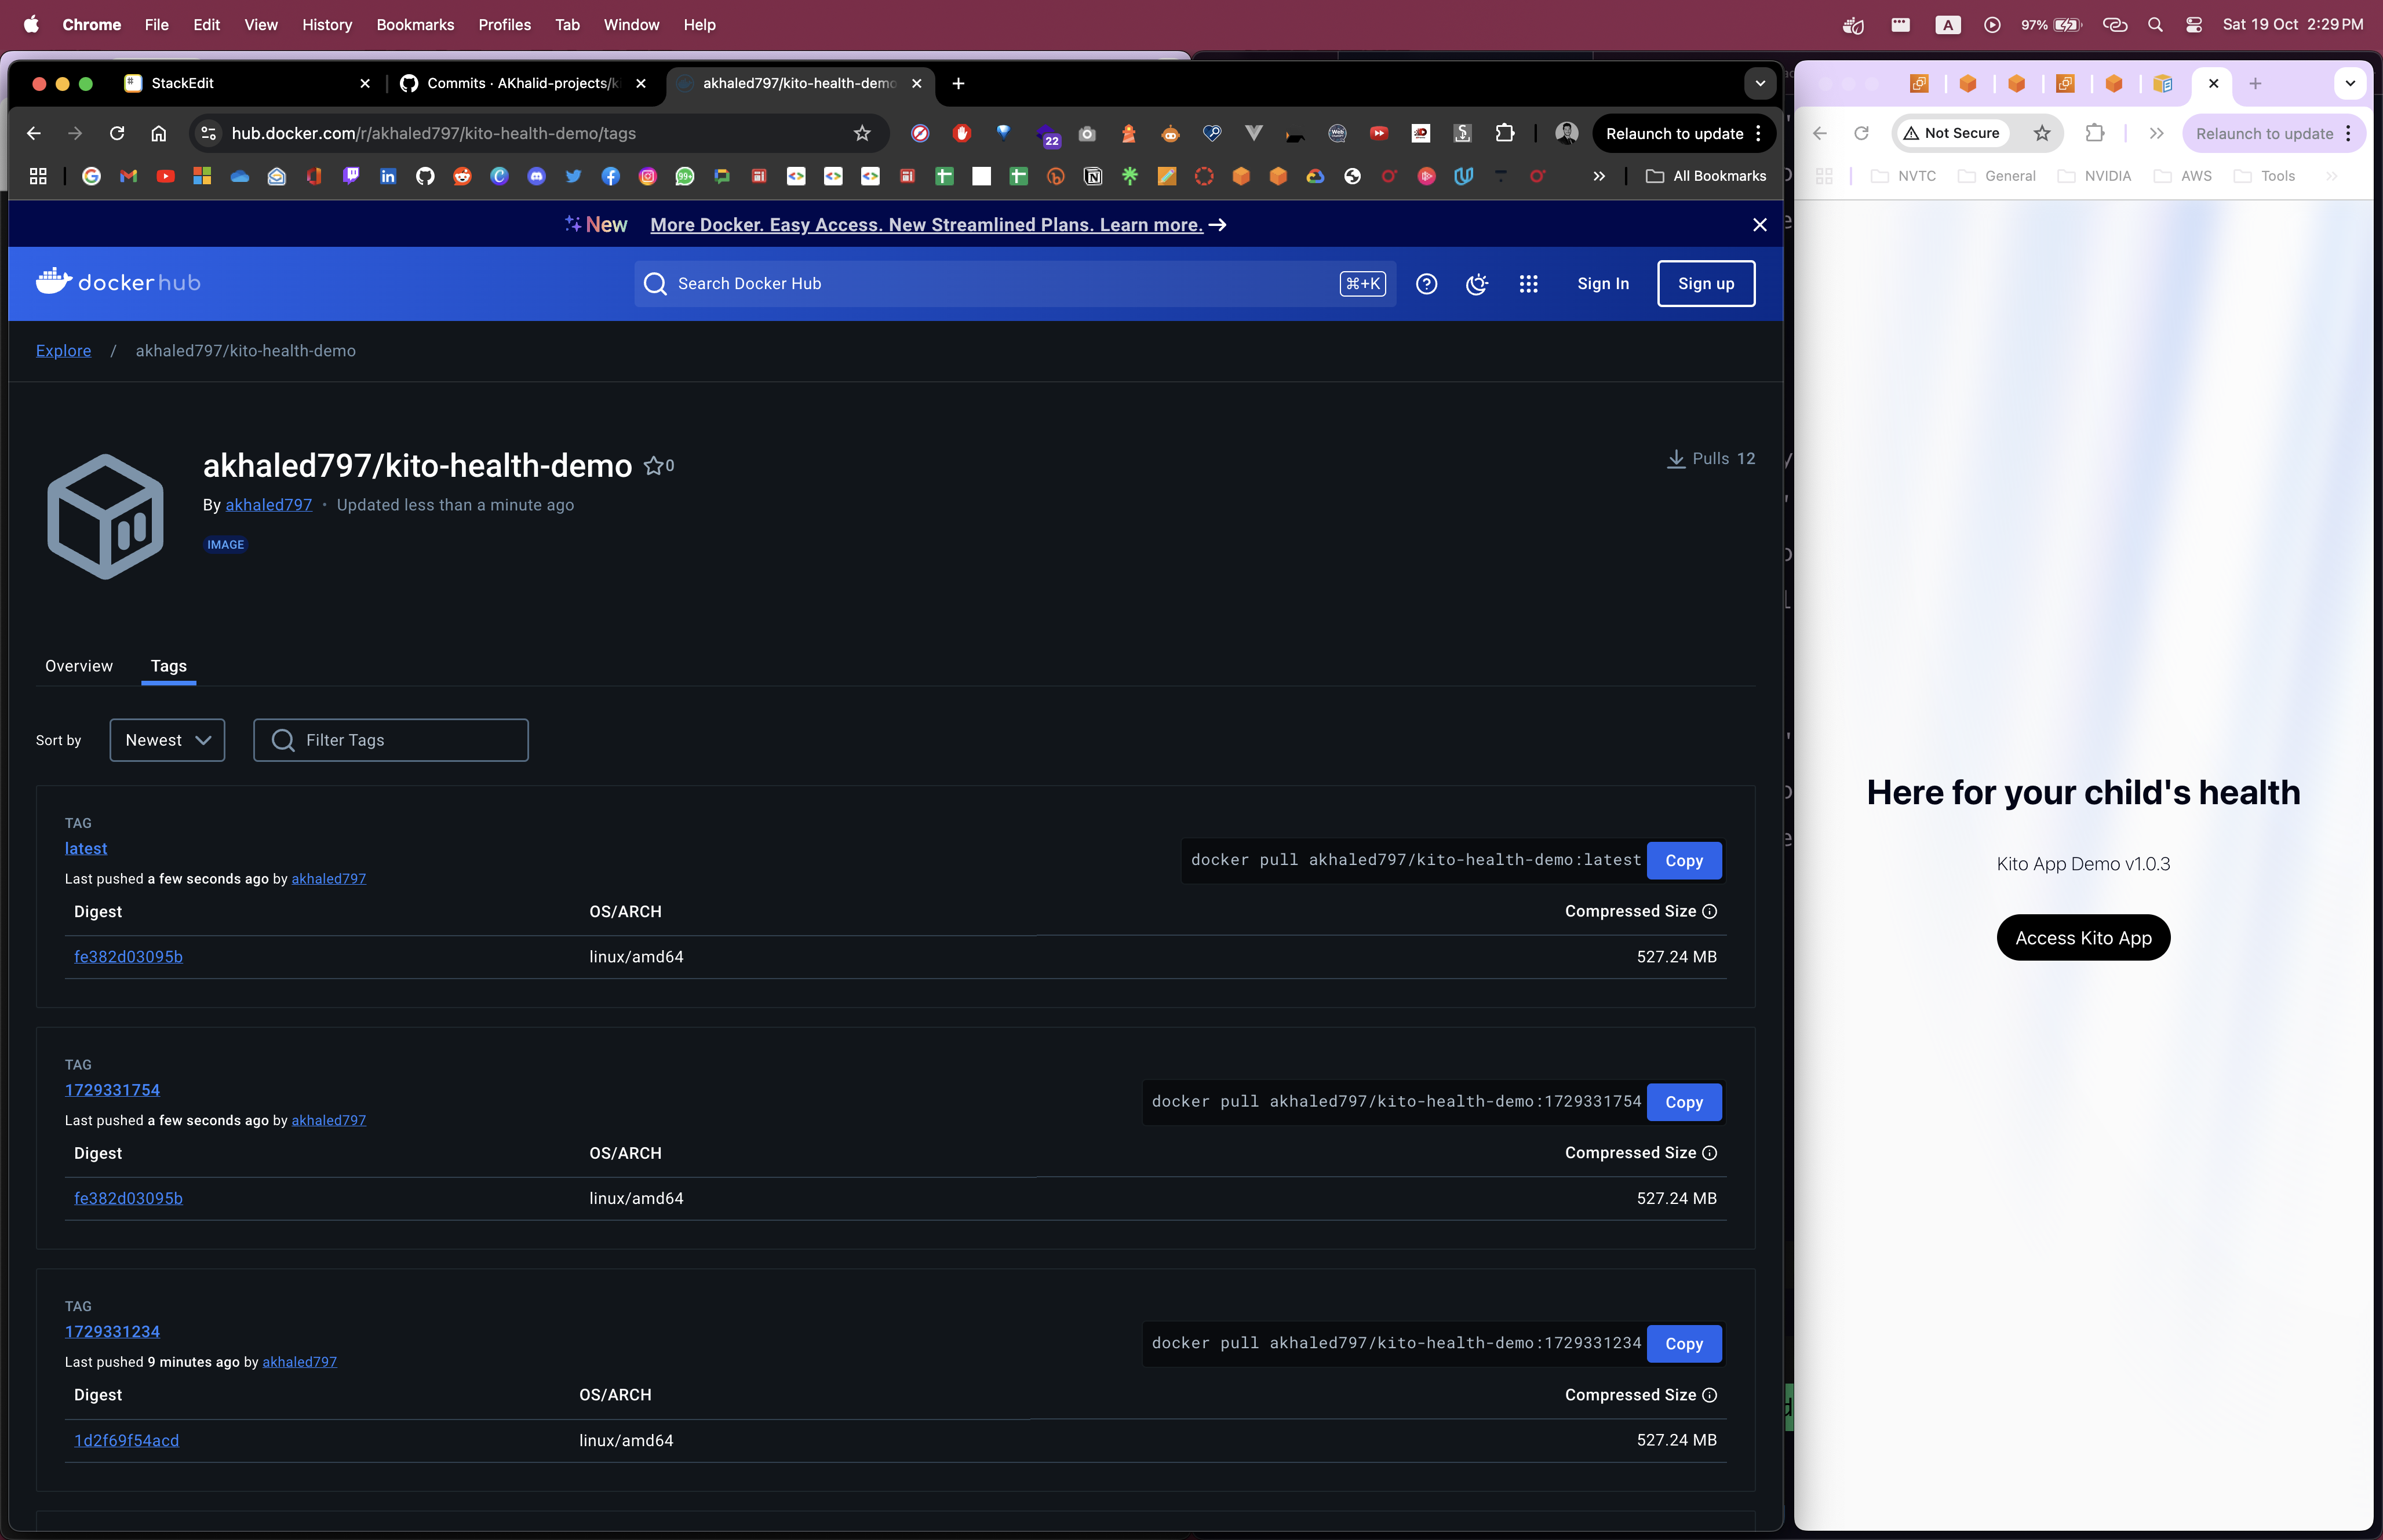 Chrome File Edit View History Bookmarks Profiles Tab Window Help
A 97% Sat 19 Oct 2:29 PM
StackEdit
Commits · AKhalid-projects/k
akhaled797/kito-health-demo
hub.docker.com/r/akhaled797/kito-health-demo/tags
22
Relaunch to update
99+
All Bookmarks
New More Docker. Easy Access. New Streamlined Plans. Learn more.
dockerhub
Search Docker Hub
⌘+K
Sign In
Sign up
Explore / akhaled797/kito-health-demo
akhaled797/kito-health-demo 0
Pulls 12
By akhaled797 • Updated less than a minute ago
IMAGE
Overview
Tags
Sort by
Newest
Filter Tags
TAG
latest
Last pushed a few seconds ago by akhaled797
docker pull akhaled797/kito-health-demo:latest
Copy
Digest OS/ARCH Compressed Size
fe382d03095b linux/amd64 527.24 MB
TAG
1729331754
Last pushed a few seconds ago by akhaled797
docker pull akhaled797/kito-health-demo:1729331754
Copy
Digest OS/ARCH Compressed Size
fe382d03095b linux/amd64 527.24 MB
TAG
1729331234
Last pushed 9 minutes ago by akhaled797
docker pull akhaled797/kito-health-demo:1729331234
Copy
Digest OS/ARCH Compressed Size
1d2f69f54acd linux/amd64 527.24 MB
Not Secure
Relaunch to update
NVTC General NVIDIA AWS Tools
Here for your child's health
Kito App Demo v1.0.3
Access Kito App